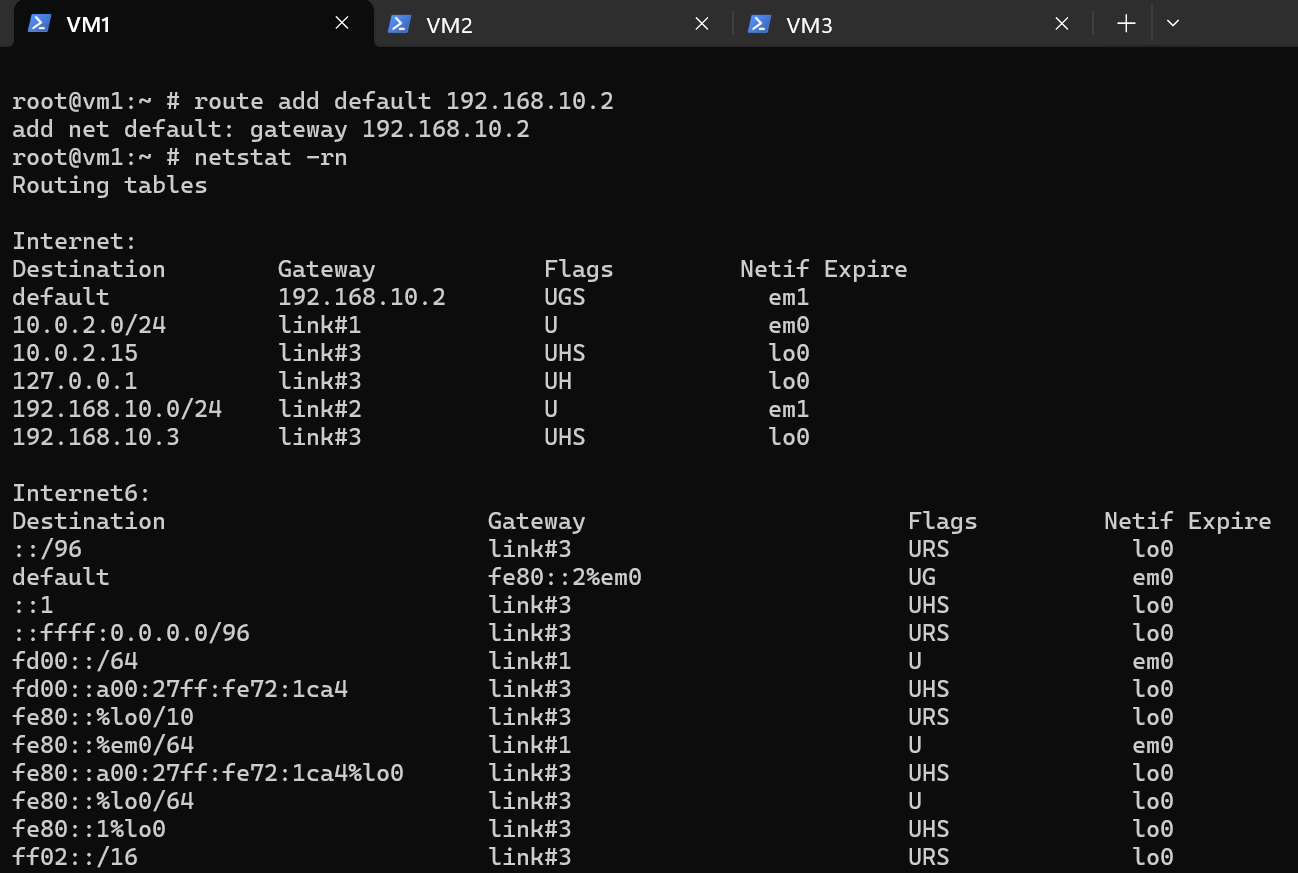 VM1 VM2 VM3
root@vm1:~ # route add default 192.168.10.2
add net default: gateway 192.168.10.2
root@vm1:~ # netstat -rn
Routing tables
Internet:
Destination Gateway Flags Netif Expire
default 192.168.10.2 UGS em1
10.0.2.0/24 link#1 U em0
10.0.2.15 link#3 UHS lo0
127.0.0.1 link#3 UH lo0
192.168.10.0/24 link#2 U em1
192.168.10.3 link#3 UHS lo0
Internet6:
Destination Gateway Flags Netif Expire
::/96 link#3 URS lo0
default fe80::2%em0 UG em0
::1 link#3 UHS lo0
::ffff:0.0.0.0/96 link#3 URS lo0
fd00::/64 link#1 U em0
fd00::a00:27ff:fe72:1ca4 link#3 UHS lo0
fe80::%lo0/10 link#3 URS lo0
fe80::%em0/64 link#1 U em0
fe80::a00:27ff:fe72:1ca4%lo0 link#3 UHS lo0
fe80::%lo0/64 link#3 U lo0
fe80::1%lo0 link#3 UHS lo0
ff02::/16 link#3 URS lo0